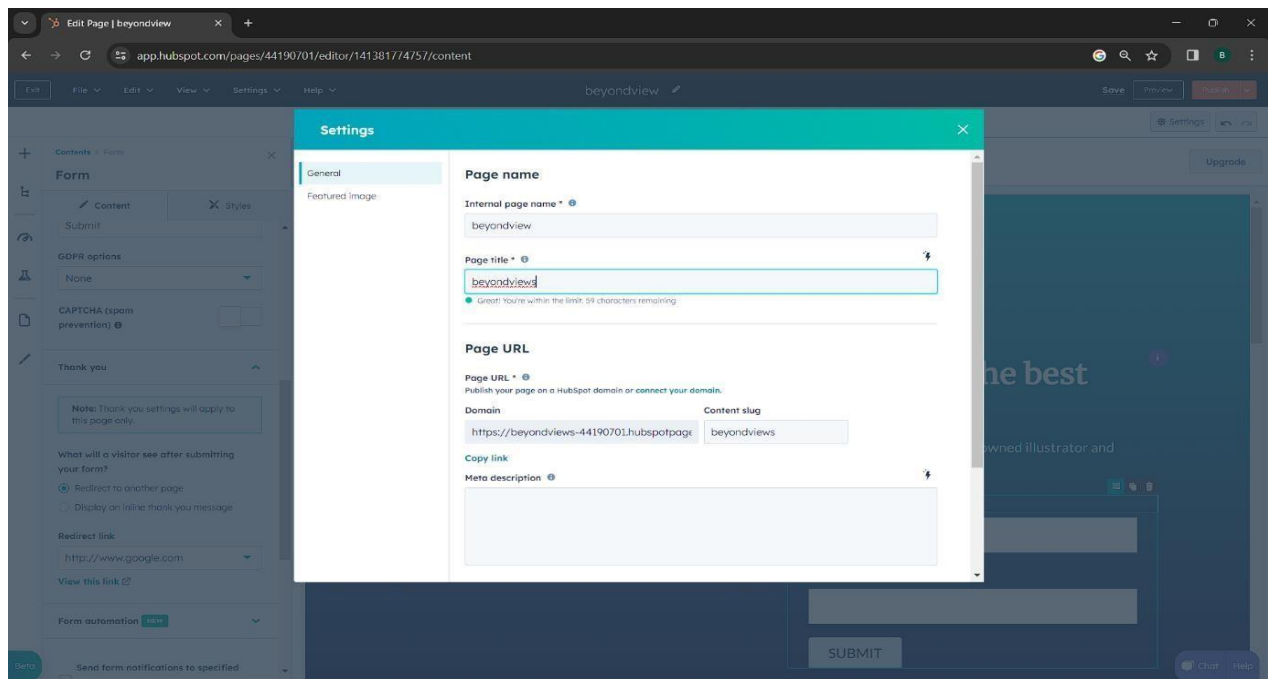 Edit Page | beyondview
app.hubspot.com/pages/44190701/editor/141381774757/content
B
Exit File Edit View Settings Help
beyondview
Save Preview Publish
Settings
Contents > Form
Form
Content Styles
Submit
GDPR options
None
CAPTCHA (spam
prevention)
Thank you
Note: Thank you settings will apply to
this page only.
What will a visitor see after submitting
your form?
Redirect to another page
Display an inline thank you message
Redirect link
http://www.google.com
View this link
Form automation NEW
Send form notifications to specified
Beta
Settings
General
Featured image
Page name
Internal page name *
beyondview
Page title *
beyondviews
Great! You're within the limit. 59 characters remaining
Page URL
Page URL *
Publish your page on a HubSpot domain or connect your domain.
Domain Content slug
https://beyondviews-44190701.hubspotpage beyondviews
Copy link
Meta description
Upgrade
he best
owned illustrator and
SUBMIT
Chat Help